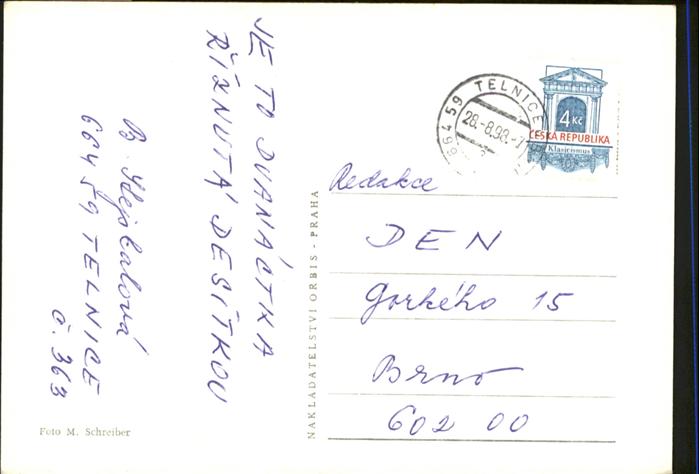 JE TO DVANÁCTKA
ŘÍZNUTÁ DESÍTKOU
664 59 TELNICE
č. 363
Foto M. Schreiber
NAKLADATELSTVÍ ORBIS - PRAHA
664 59 TELNICE
28.-8.98.-7
4 Kč
ČESKÁ REPUBLIKA
Klasicismus
Redakce
DEN
Gorkého 15
Brno
602 00